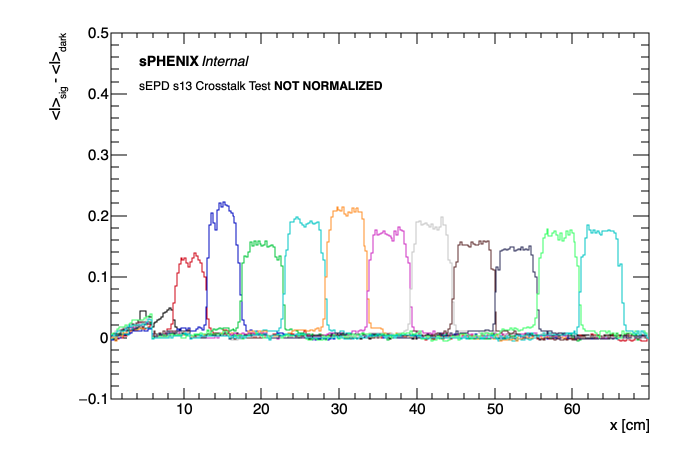 <I>sig - <I>dark
0.5
sPHENIX Internal
sEPD s13 Crosstalk Test NOT NORMALIZED
0.4
0.3
0.2
0.1
0
−0.1
10 20 30 40 50 60
x [cm]